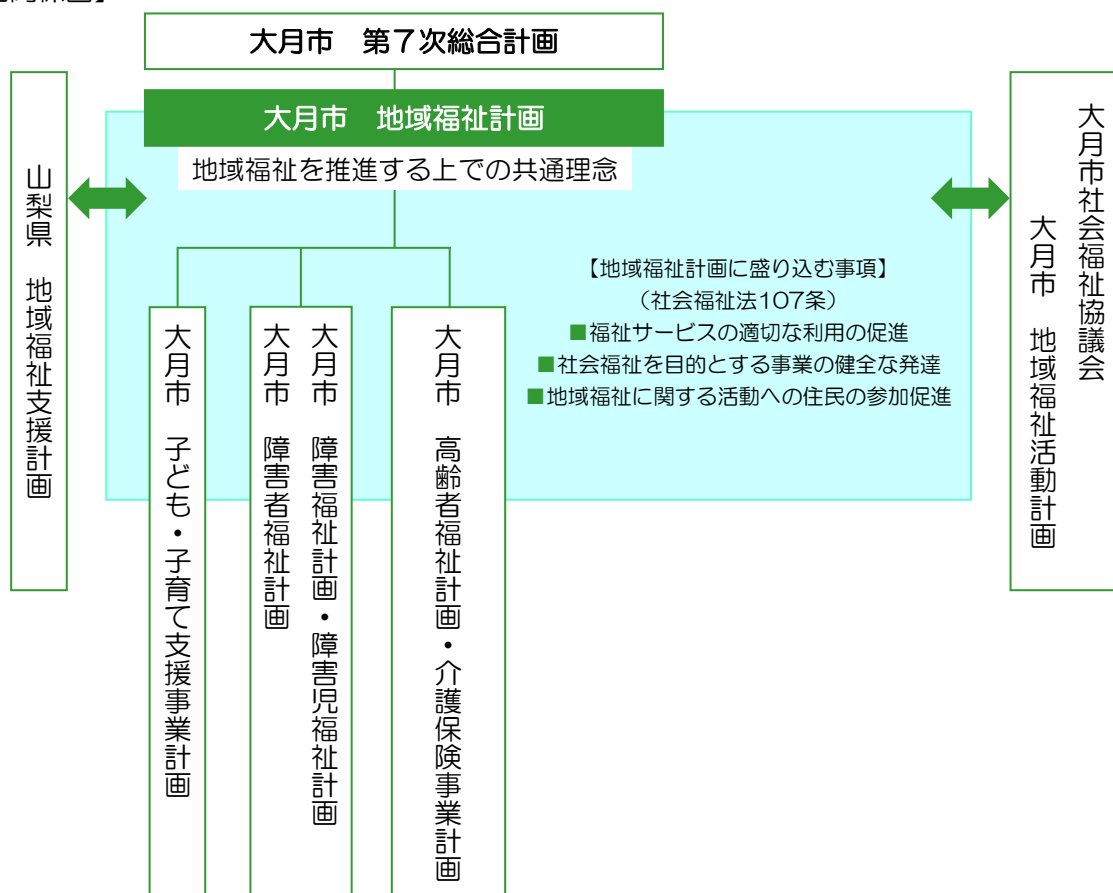 大月市　第７次総合計画
大月市　地域福祉計画
地域福祉を推進する上での共通理念
山梨県　地域福祉支援計画
大月市社会福祉協議会
大月市　地域福祉活動計画
【地域福祉計画に盛り込む事項】
（社会福祉法107条）
■福祉サービスの適切な利用の促進
■社会福祉を目的とする事業の健全な発達
■地域福祉に関する活動への住民の参加促進
大月市　子ども・子育て支援事業計画
大月市　障害福祉計画・障害児福祉計画
大月市　障害者福祉計画
大月市　高齢者福祉計画・介護保険事業計画